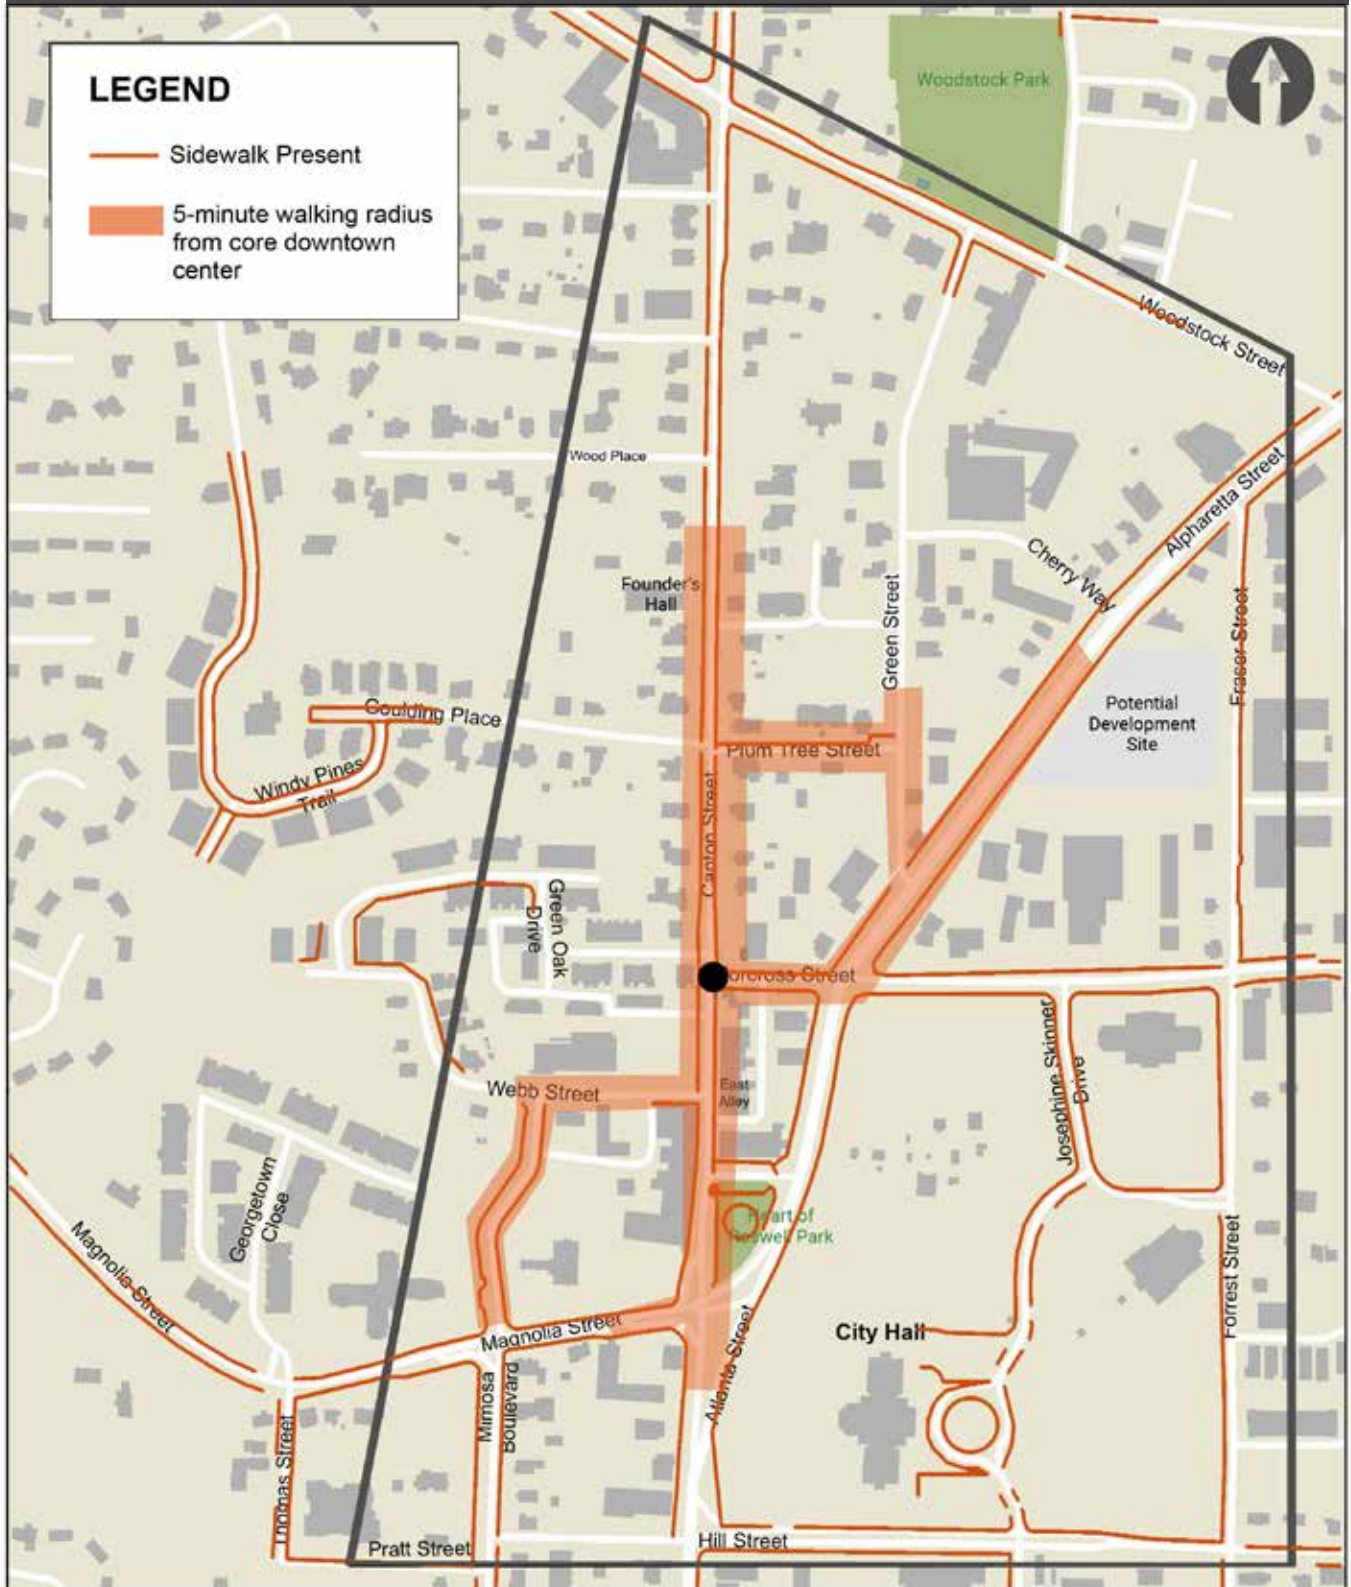 LEGEND
Sidewalk Present
5-minute walking radius
from core downtown
center
Woodstock Park
Woodstock Street
Wood Place
Alpharetta Street
Cherry Way
Founder's
Hall
Green Street
Fraser Street
Potential
Development
Site
Goulding Place
Plum Tree Street
Windy Pines
Trail
Canton Street
Green Oak
Drive
orcross Street
Josephine Skinner
Drive
Webb Street
East
Alley
Georgetown
Close
Heart of
Roswell Park
Magnolia Street
Forrest Street
Magnolia Street
City Hall
Atlanta Street
Mimosa
Boulevard
Thomas Street
Hill Street
Pratt Street